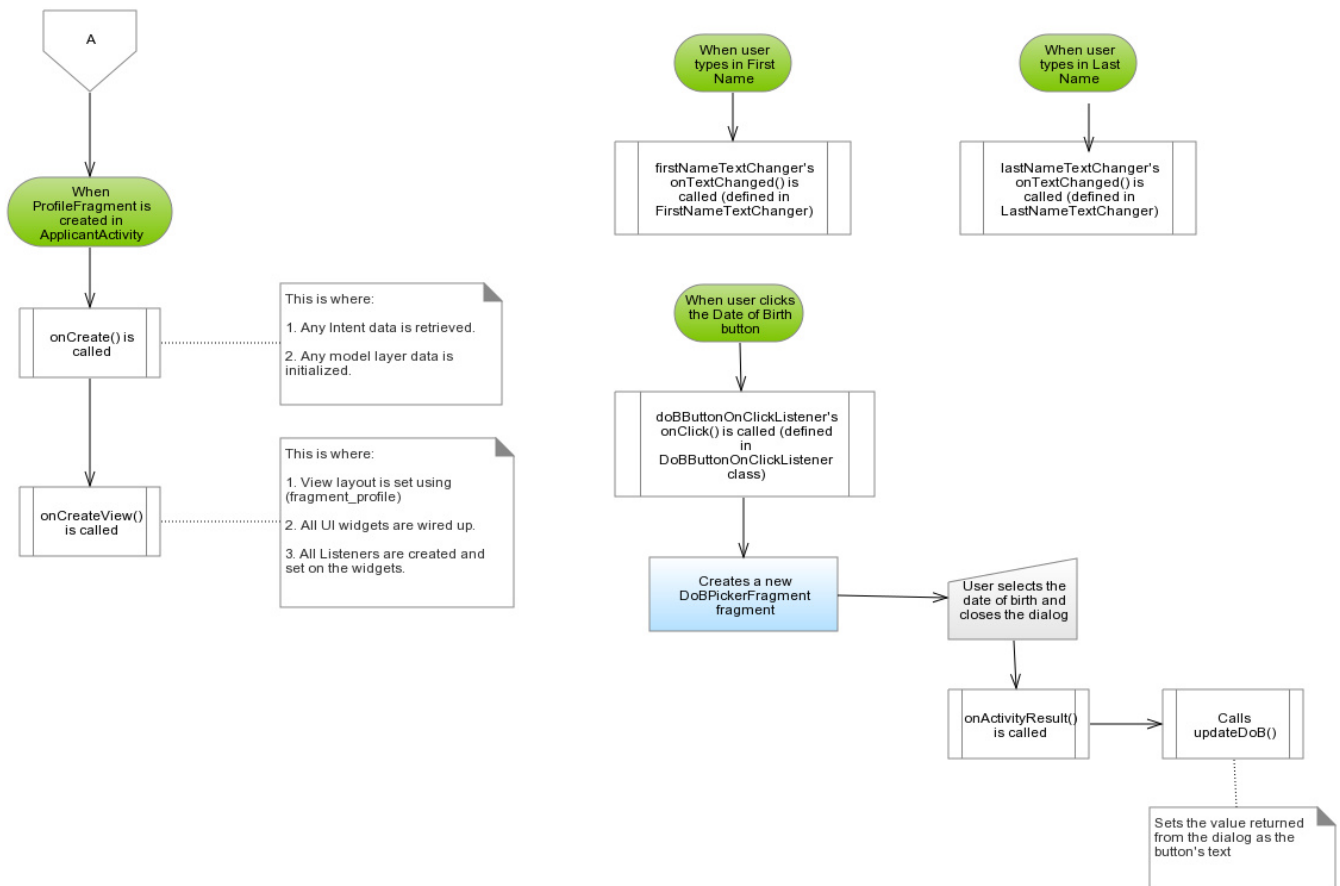 A
When
ProfileFragment is
created in
ApplicantActivity
onCreate() is
called
This is where:
1. Any Intent data is retrieved.
2. Any model layer data is
initialized.
onCreateView()
is called
This is where:
1. View layout is set using
(fragment_profile)
2. All UI widgets are wired up.
3. All Listeners are created and
set on the widgets.
When user
types in First
Name
firstNameTextChanger's
onTextChanged() is
called (defined in
FirstNameTextChanger)
When user
types in Last
Name
lastNameTextChanger's
onTextChanged() is
called (defined in
LastNameTextChanger)
When user clicks
the Date of Birth
button
doBButtonOnClickListener's
onClick() is called (defined
in
DoBButtonOnClickListener
class)
Creates a new
DoBPickerFragment
fragment
User selects the
date of birth and
closes the dialog
onActivityResult()
is called
Calls
updateDoB()
Sets the value returned
from the dialog as the
button's text